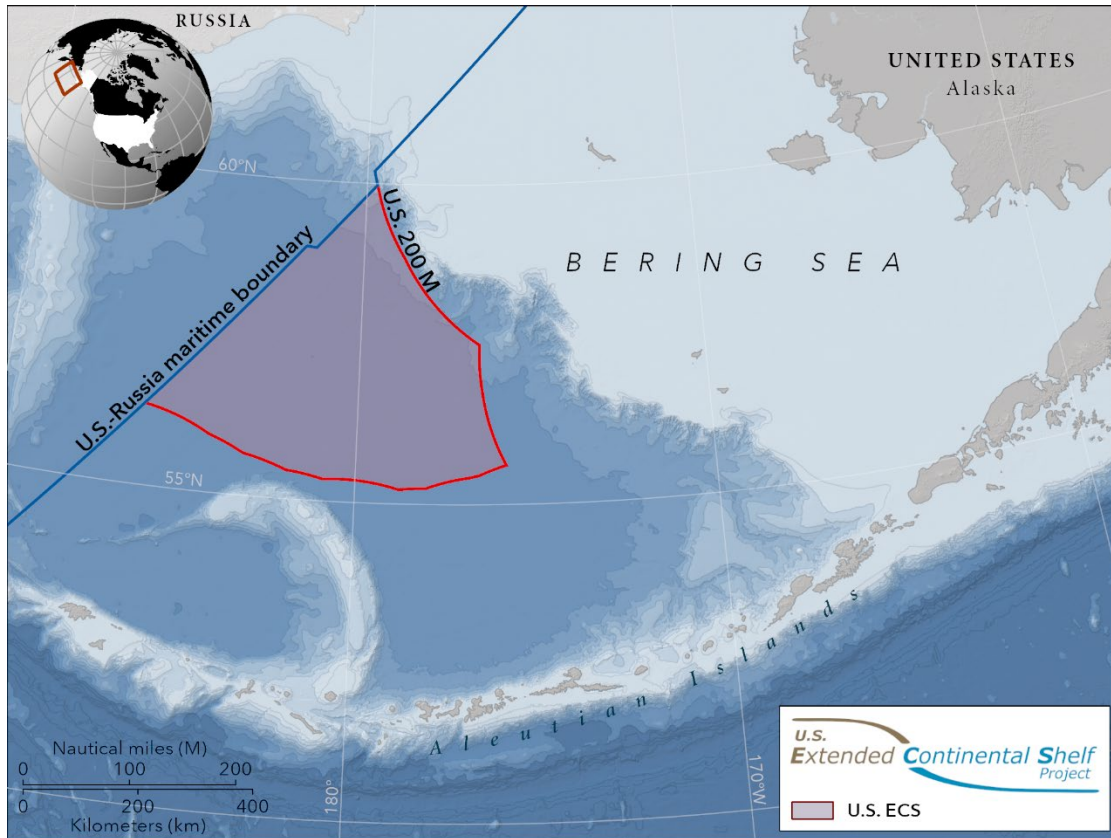 RUSSIA
UNITED STATES
Alaska
60°N
U.S. 200 M
BERING SEA
U.S.-Russia maritime boundary
55°N
Aleutian Islands
Nautical miles (M)
0 100 200
0 200 400
Kilometers (km)
180°
170°W
U.S.
Extended Continental Shelf
Project
U.S. ECS